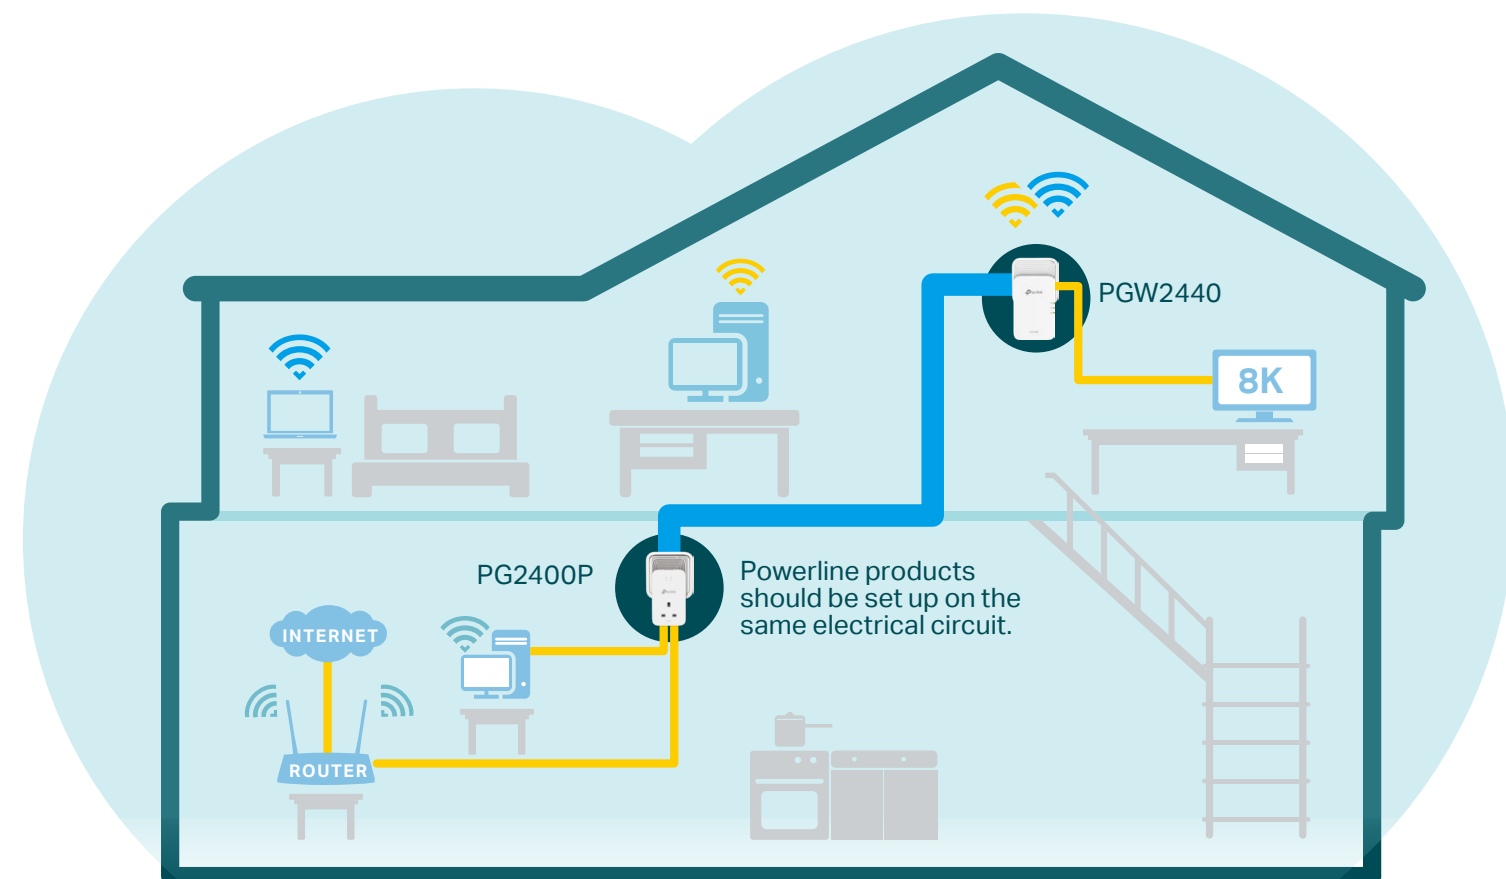 PGW2440
8K
PG2400P
Powerline products
should be set up on the
same electrical circuit.
INTERNET
ROUTER